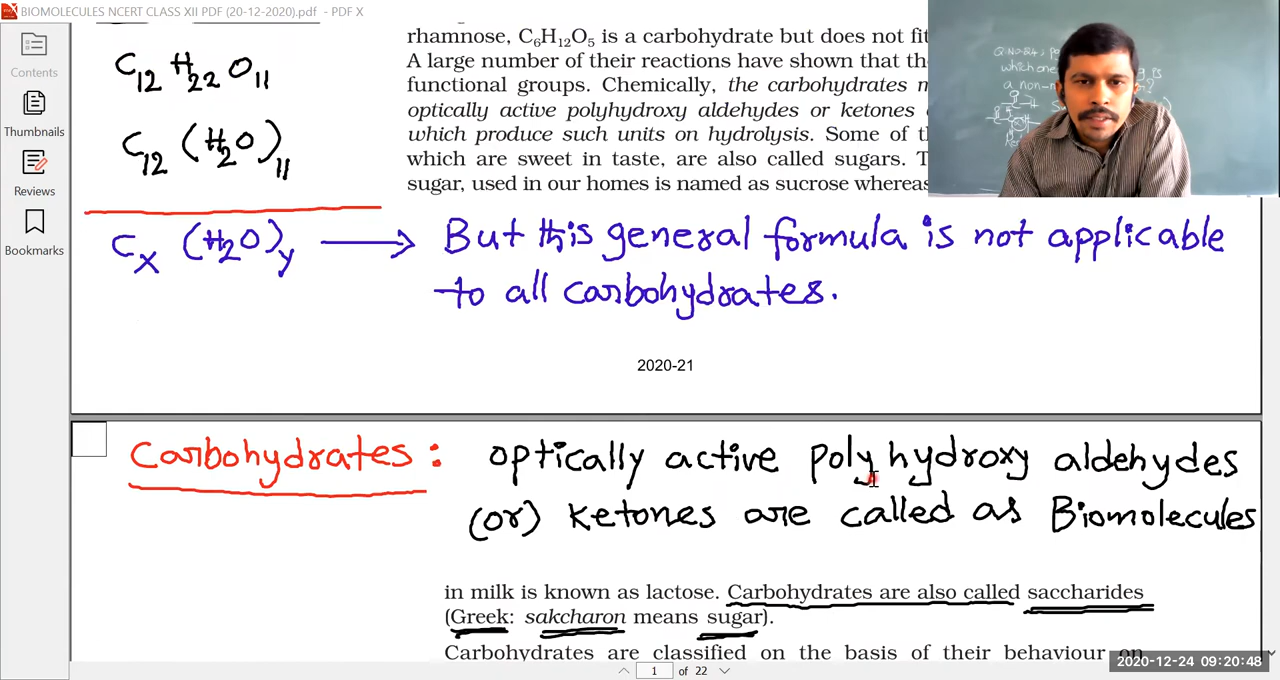 BIOMOLECULES NCERT CLASS XII PDF (20-12-2020).pdf - PDF X
Contents
Thumbnails
Reviews
Bookmarks
C12 H22 O11
C12 (H2O)11
rhamnose, C6H12O5 is a carbohydrate but does not fit
A large number of their reactions have shown that
functional groups. Chemically, the carbohydrates
optically active polyhydroxy aldehydes or ketones
which produce such units on hydrolysis. Some of
which are sweet in taste, are also called sugars.
sugar, used in our homes is named as sucrose whereas
Cx (H2O)y → But this general formula is not applicable
to all carbohydrates.
2020-21
Carbohydrates : optically active polyhydroxy aldehydes
(or) Ketones are called as Biomolecules
in milk is known as lactose. Carbohydrates are also called saccharides
(Greek: sakcharon means sugar).
Carbohydrates are classified on the basis of their behaviour on
1 of 22
2020-12-24 09:20:48